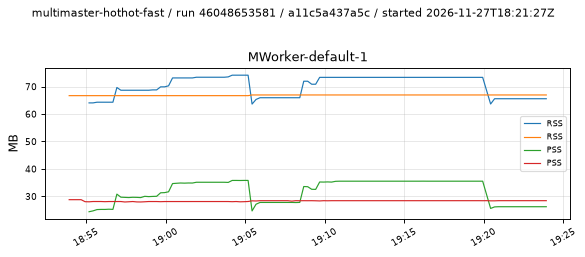 multimaster-hothot-fast / run 46048653581 / a11c5a437a5c / started 2026-11-27T18:21:27Z
MWorker-default-1
MB
70
60
50
40
30
RSS
RSS
PSS
PSS
18:55
19:00
19:05
19:10
19:15
19:20
19:25